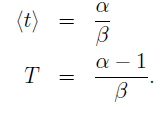 ⟨t⟩ = α/β
T = (α − 1)/β.